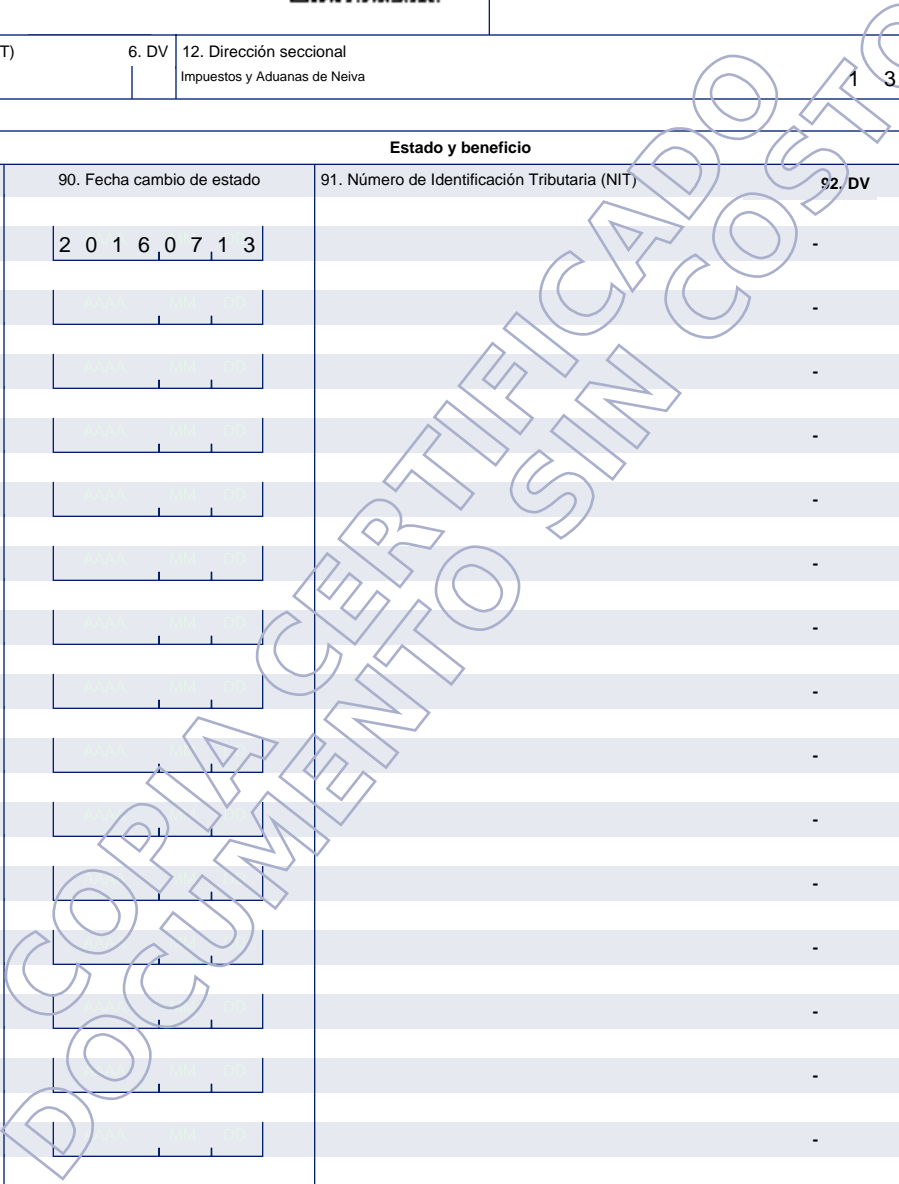 T) 6. DV 12. Dirección seccional
Impuestos y Aduanas de Neiva 1 3
Estado y beneficio
90. Fecha cambio de estado 91. Número de Identificación Tributaria (NIT) 92. DV
2 0 1 6 0 7 1 3 -
AAAA MM DD -
AAAA MM DD -
AAAA MM DD -
AAAA MM DD -
AAAA MM DD -
AAAA MM DD -
AAAA MM DD -
AAAA MM DD -
AAAA MM DD -
AAAA MM DD -
AAAA MM DD -
AAAA MM DD -
AAAA MM DD -
AAAA MM DD -
COPIA CERTIFICADO
DOCUMENTO SIN COSTO